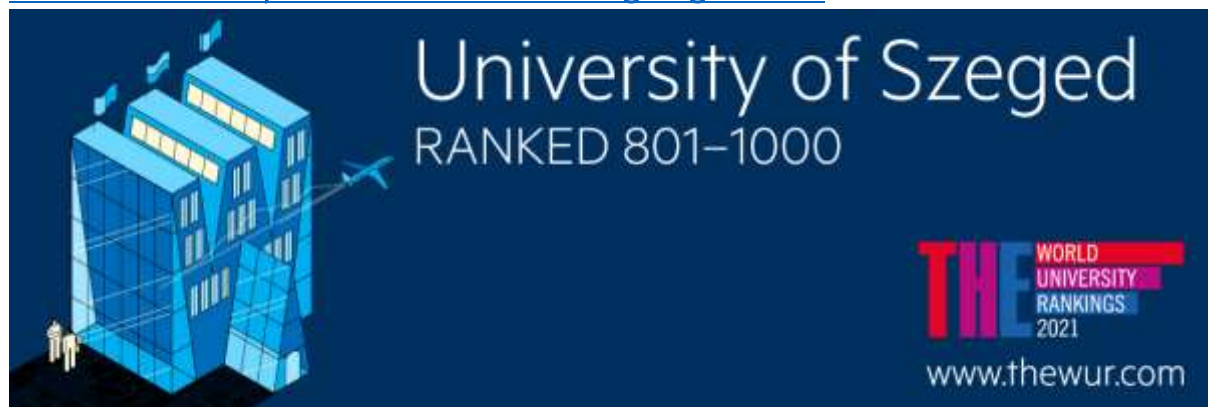 University of Szeged
RANKED 801–1000
THE
WORLD
UNIVERSITY
RANKINGS
2021
www.thewur.com